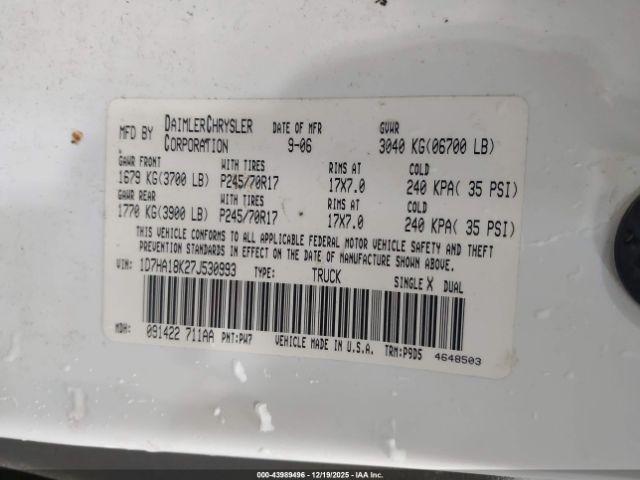 MFD BY DAIMLERCHRYSLER CORPORATION DATE OF MFR 9-06 GVWR 3040 KG(06700 LB)
GAWR FRONT WITH TIRES RIMS AT COLD
1679 KG(3700 LB) P245/70R17 17X7.0 240 KPA( 35 PSI)
GAWR REAR WITH TIRES RIMS AT COLD
1770 KG(3900 LB) P245/70R17 17X7.0 240 KPA( 35 PSI)
THIS VEHICLE CONFORMS TO ALL APPLICABLE FEDERAL MOTOR VEHICLE SAFETY AND THEFT
PREVENTION STANDARDS IN EFFECT ON THE DATE OF MANUFACTURE SHOWN ABOVE.
VIN: 1D7HA18K27J530993 TYPE: TRUCK SINGLE X DUAL
MDH: 091422 711AA PNT:PW7 VEHICLE MADE IN U.S.A. TRM:P9D5 4648503
000-43989496 - 12/19/2025 - IAA Inc.